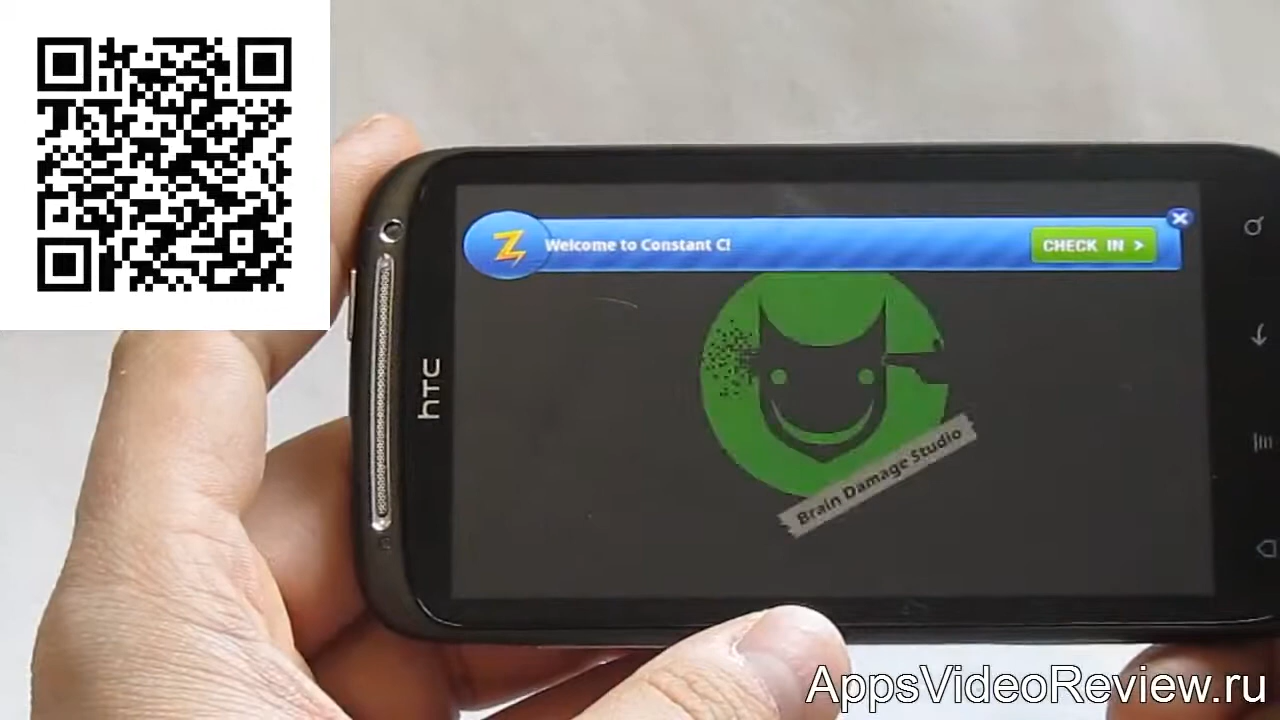 Welcome to Constant C!
CHECK IN >
hTC
Brain Damage Studio
AppsVideoReview.ru